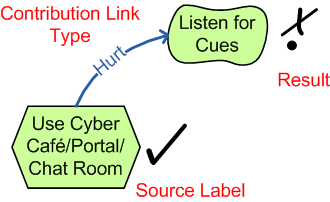 Contribution Link
Type
Listen for
Cues
Hurt
Result
Use Cyber
Café/Portal/
Chat Room
Source Label